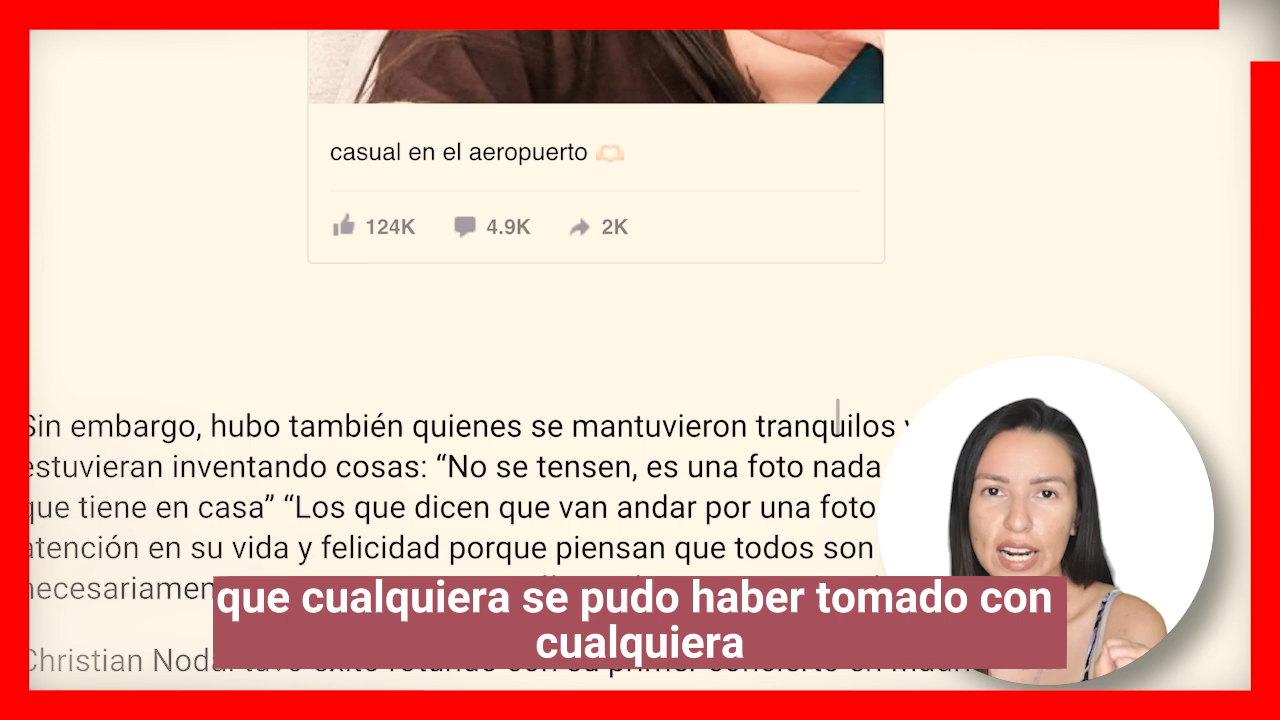 casual en el aeropuerto 🫶🏻
124K 4.9K 2K
Sin embargo, hubo también quienes se mantuvieron tranquilos
estuvieran inventando cosas: “No se tensen, es una foto nada
que tiene en casa” “Los que dicen que van andar por una foto
atención en su vida y felicidad porque piensan que todos son
que cualquiera se pudo haber tomado con
cualquiera
Christian